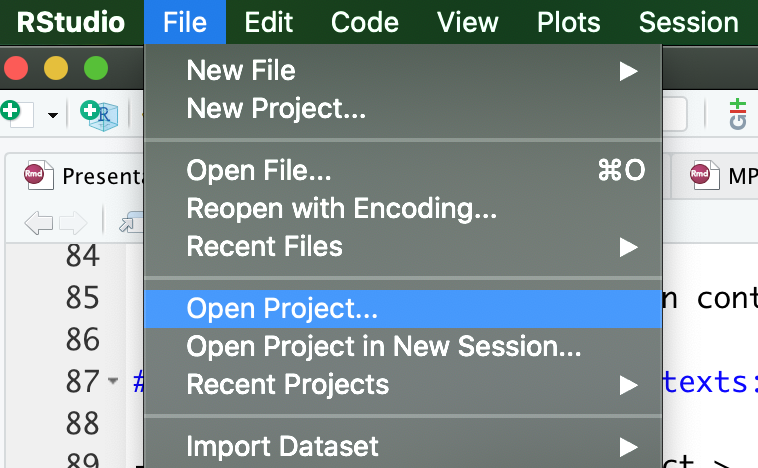 RStudio File Edit Code View Plots Session
New File
New Project...
Open File... ⌘O
Reopen with Encoding...
Recent Files
Open Project...
Open Project in New Session...
Recent Projects
Import Dataset
R
Git
Rmd Presenta
Rmd MP
84
85 n cont
86
87 # texts:
88
89 ct >